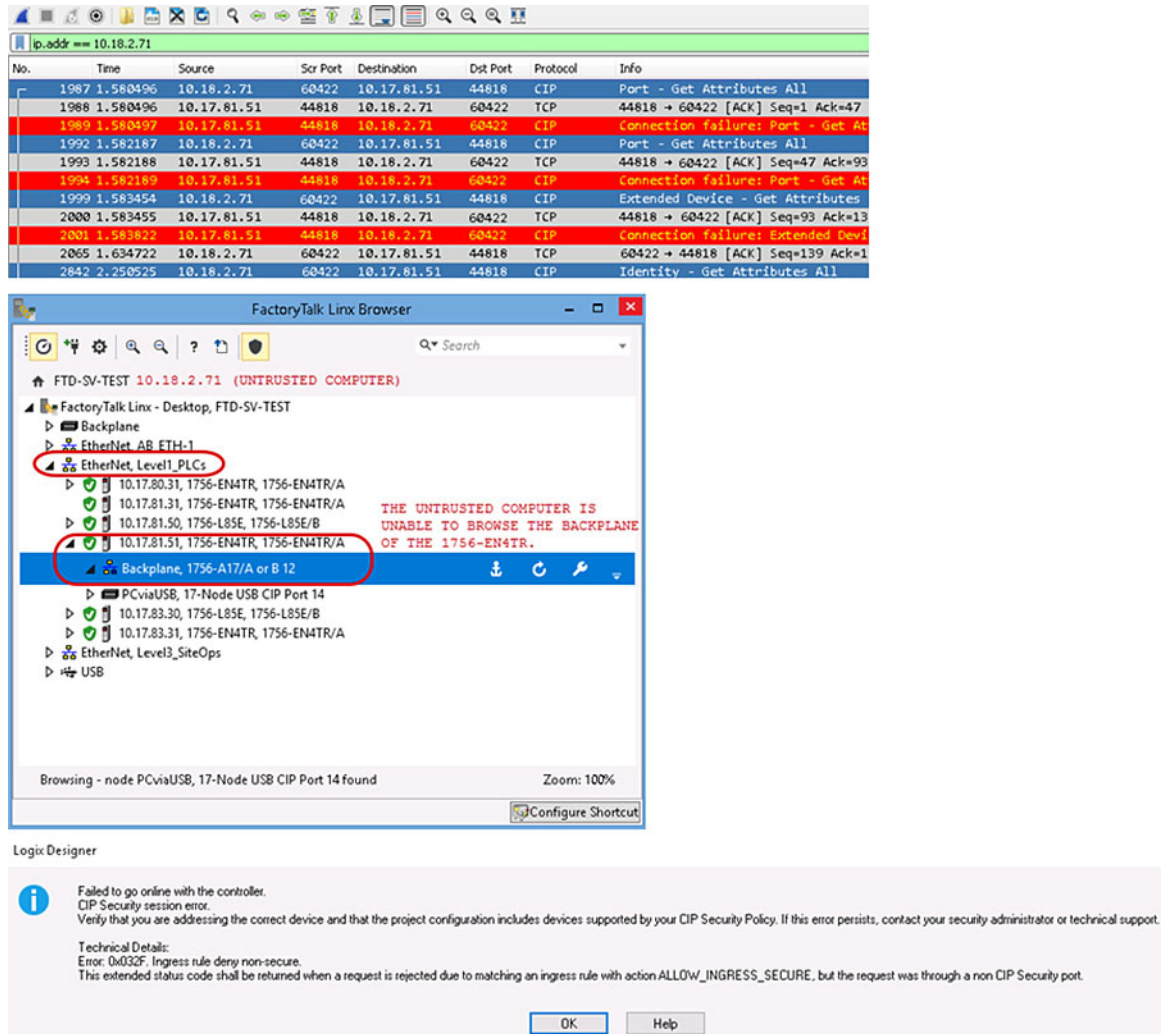 ip.addr == 10.18.2.71
No. Time Source Scr Port Destination Dst Port Protocol Info
1987 1.580496 10.18.2.71 60422 10.17.81.51 44818 CIP Port - Get Attributes All
1988 1.580496 10.17.81.51 44818 10.18.2.71 60422 TCP 44818 → 60422 [ACK] Seq=1 Ack=47
1989 1.580497 10.17.81.51 44818 10.18.2.71 60422 CIP Connection failure: Port - Get At
1992 1.582187 10.18.2.71 60422 10.17.81.51 44818 CIP Port - Get Attributes All
1993 1.582188 10.17.81.51 44818 10.18.2.71 60422 TCP 44818 → 60422 [ACK] Seq=47 Ack=93
1994 1.582189 10.17.81.51 44818 10.18.2.71 60422 CIP Connection failure: Port - Get At
1999 1.583454 10.18.2.71 60422 10.17.81.51 44818 CIP Extended Device - Get Attributes
2000 1.583455 10.17.81.51 44818 10.18.2.71 60422 TCP 44818 → 60422 [ACK] Seq=93 Ack=13
2001 1.583822 10.17.81.51 44818 10.18.2.71 60422 CIP Connection failure: Extended Devi
2065 1.634722 10.18.2.71 60422 10.17.81.51 44818 TCP 60422 → 44818 [ACK] Seq=139 Ack=1
2842 2.250525 10.18.2.71 60422 10.17.81.51 44818 CIP Identity - Get Attributes All
FactoryTalk Linx Browser
Search
FTD-SV-TEST 10.18.2.71 (UNTRUSTED COMPUTER)
FactoryTalk Linx - Desktop, FTD-SV-TEST
Backplane
EtherNet, AB_ETH-1
EtherNet, Level1_PLCs
10.17.80.31, 1756-EN4TR, 1756-EN4TR/A
10.17.81.31, 1756-EN4TR, 1756-EN4TR/A
10.17.81.50, 1756-L85E, 1756-L85E/B
10.17.81.51, 1756-EN4TR, 1756-EN4TR/A
THE UNTRUSTED COMPUTER IS
UNABLE TO BROWSE THE BACKPLANE
OF THE 1756-EN4TR.
Backplane, 1756-A17/A or B 12
PCviaUSB, 17-Node USB CIP Port 14
10.17.83.30, 1756-L85E, 1756-L85E/B
10.17.83.31, 1756-EN4TR, 1756-EN4TR/A
EtherNet, Level3_SiteOps
USB
Browsing - node PCviaUSB, 17-Node USB CIP Port 14 found Zoom: 100%
Configure Shortcut
Logix Designer
Failed to go online with the controller.
CIP Security session error.
Verify that you are addressing the correct device and that the project configuration includes devices supported by your CIP Security Policy. If this error persists, contact your security administrator or technical support.
Technical Details:
Error: 0x032F. Ingress rule deny non-secure.
This extended status code shall be returned when a request is rejected due to matching an ingress rule with action ALLOW_INGRESS_SECURE, but the request was through a non CIP Security port.
OK Help